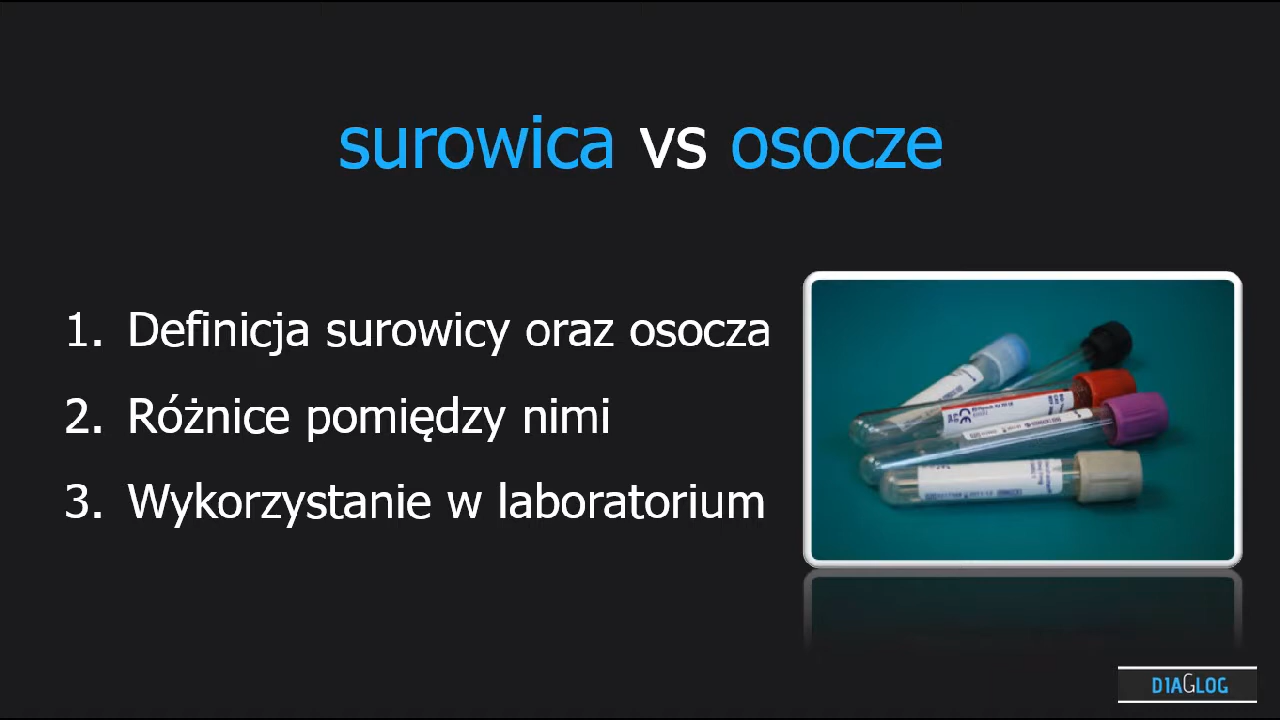 surowica vs osocze
1. Definicja surowicy oraz osocza
2. Różnice pomiędzy nimi
3. Wykorzystanie w laboratorium
DIAGLOG